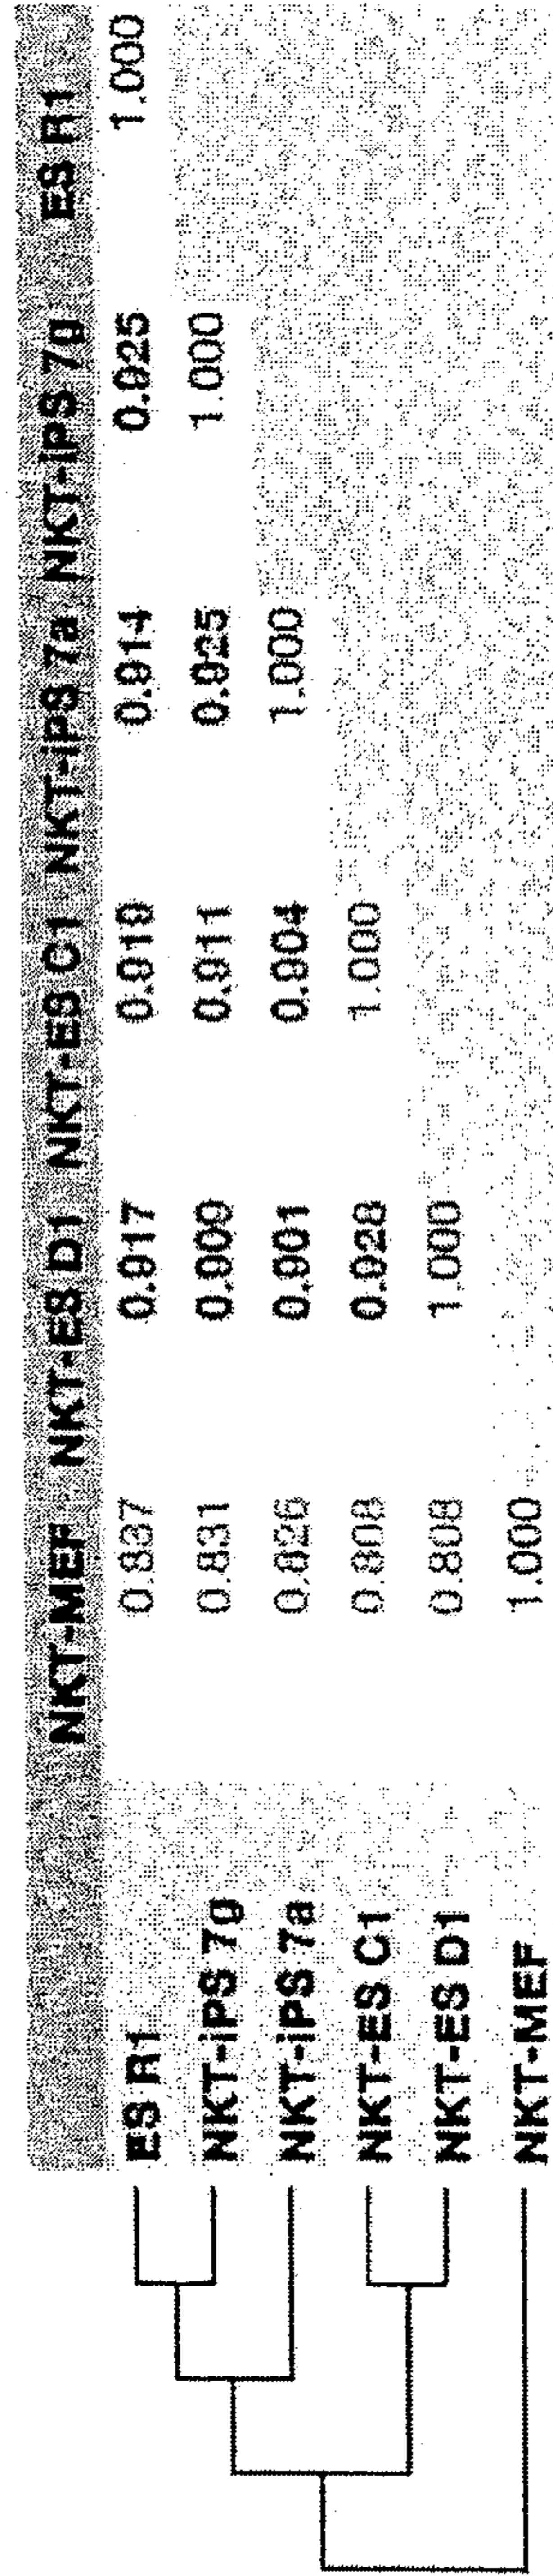 NKT-MEF NKT-ES D1 NKT-ES C1 NKT-iPS 7a NKT-iPS 7g ES R1
ES R1 0.837 0.917 0.919 0.914 0.925 1.000
NKT-iPS 7g 0.831 0.909 0.911 0.925 1.000
NKT-iPS 7a 0.826 0.901 0.904 1.000
NKT-ES C1 0.808 0.928 1.000
NKT-ES D1 0.808 1.000
NKT-MEF 1.000